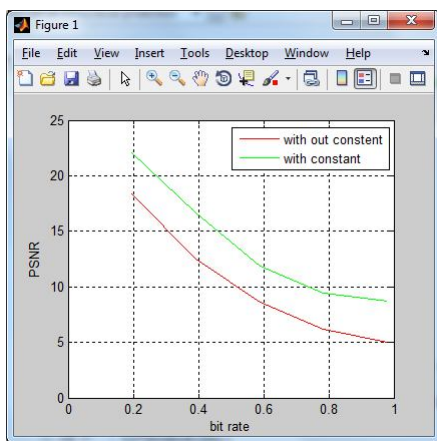 Figure 1
File Edit View Insert Tools Desktop Window Help
25
20
15
10
5
0
PSNR
with out constent
with constant
0 0.2 0.4 0.6 0.8 1
bit rate